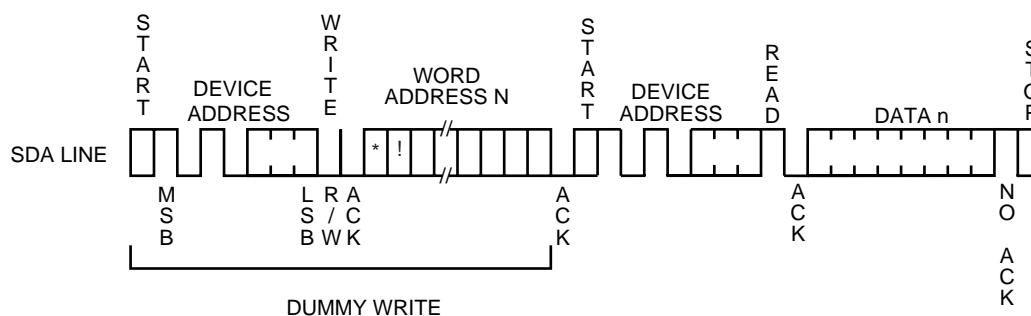 START
WRITE
START
READ
STOP
DEVICE
ADDRESS
WORD
ADDRESS N
DEVICE
ADDRESS
DATA n
SDA LINE
*
!
//
//
MSB
LSB
R/W
ACK
ACK
ACK
NO ACK
DUMMY WRITE